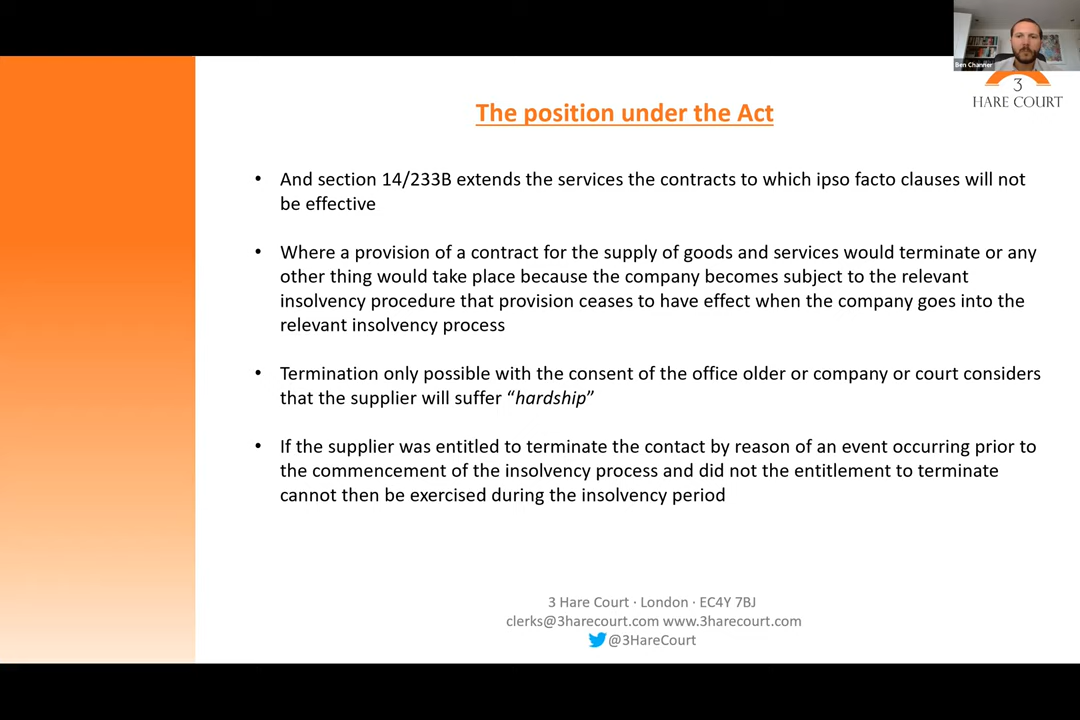 Ben Channer
3
HARE COURT
The position under the Act
• And section 14/233B extends the services the contracts to which ipso facto clauses will not
be effective
• Where a provision of a contract for the supply of goods and services would terminate or any
other thing would take place because the company becomes subject to the relevant
insolvency procedure that provision ceases to have effect when the company goes into the
relevant insolvency process
• Termination only possible with the consent of the office older or company or court considers
that the supplier will suffer “hardship”
• If the supplier was entitled to terminate the contact by reason of an event occurring prior to
the commencement of the insolvency process and did not the entitlement to terminate
cannot then be exercised during the insolvency period
3 Hare Court · London · EC4Y 7BJ
clerks@3harecourt.com www.3harecourt.com
@3HareCourt